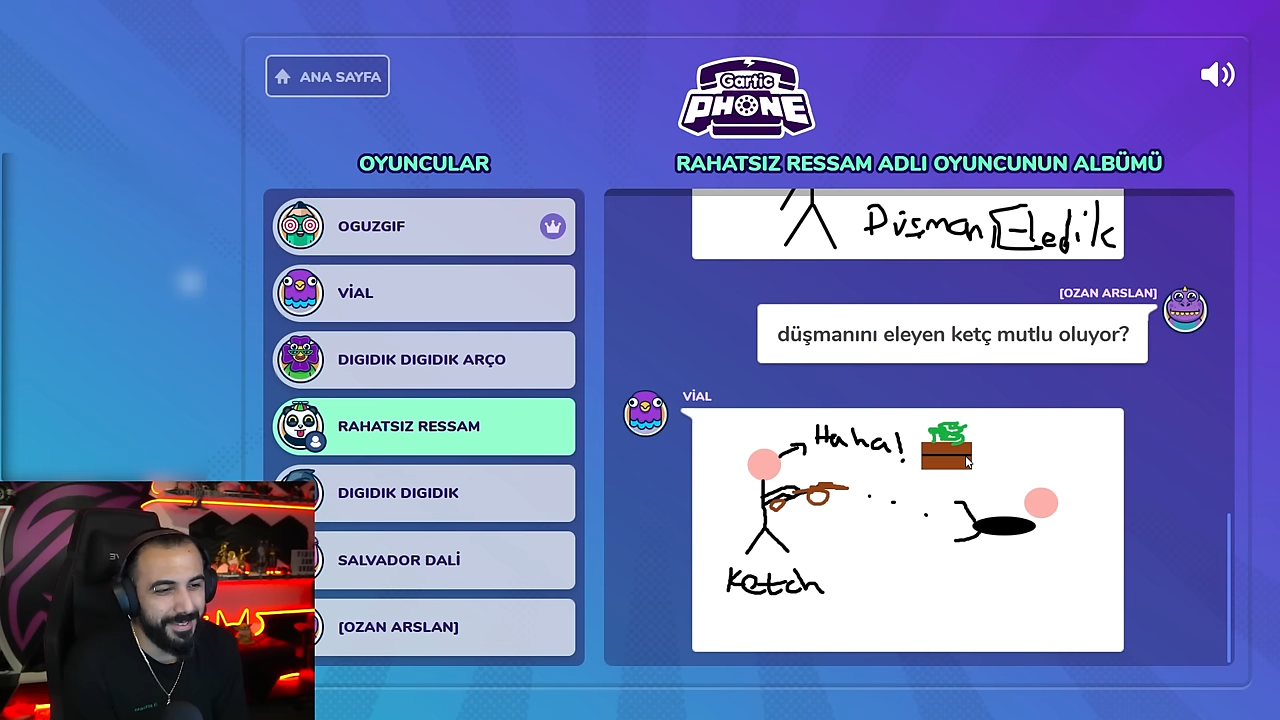 ANA SAYFA
Gartic
PHONE
OYUNCULAR
RAHATSIZ RESSAM ADLI OYUNCUNUN ALBÜMÜ
OGUZGIF
VİAL
DIGIDIK DIGIDIK ARÇO
RAHATSIZ RESSAM
DIGIDIK DIGIDIK
SALVADOR DALİ
[OZAN ARSLAN]
Düşman Eledik
[OZAN ARSLAN]
düşmanını eleyen ketç mutlu oluyor?
VİAL
Haha!
Ketch